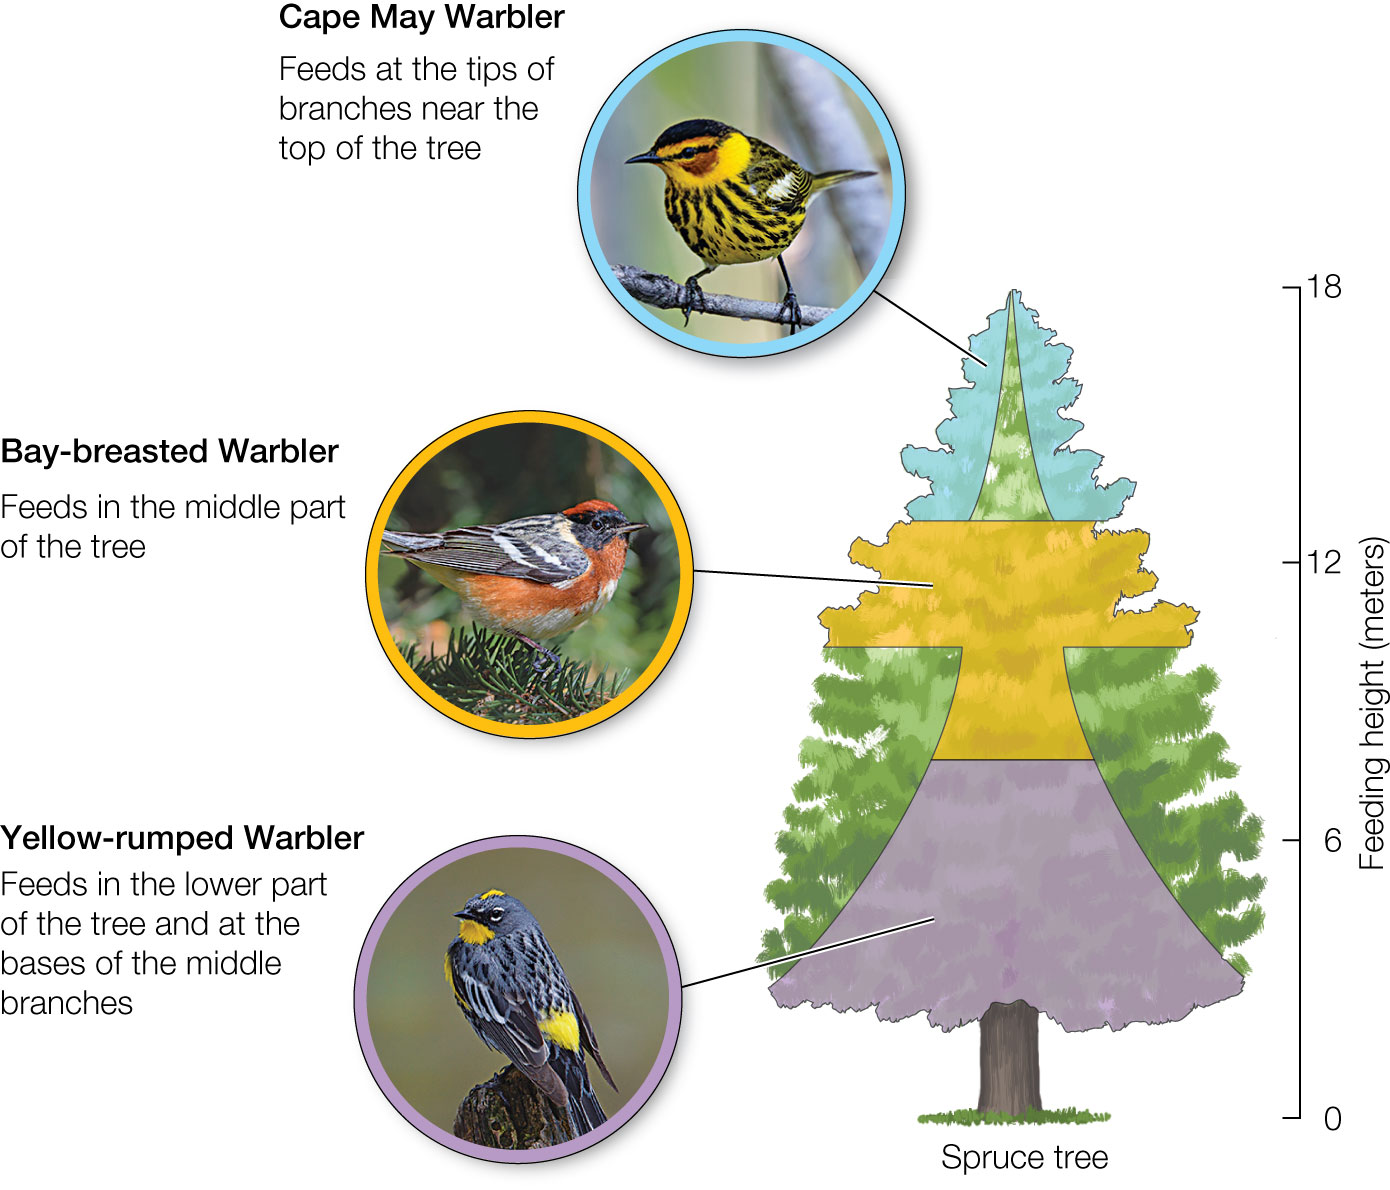 Cape May Warbler
Feeds at the tips of
branches near the
top of the tree
Bay-breasted Warbler
Feeds in the middle part
of the tree
Yellow-rumped Warbler
Feeds in the lower part
of the tree and at the
bases of the middle
branches
18
12
6
0
Feeding height (meters)
Spruce tree